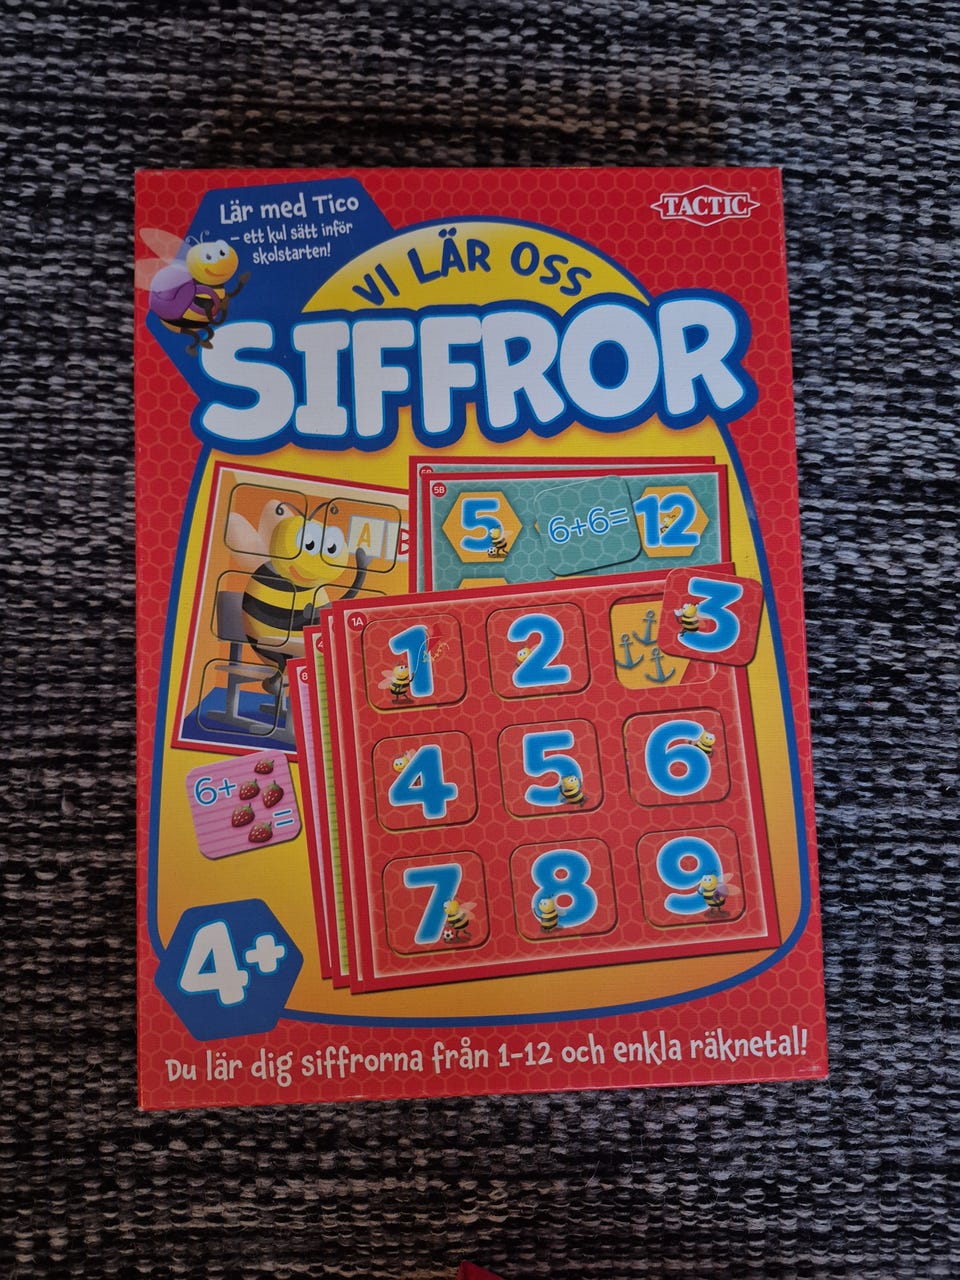 Lär med Tico
– ett kul sätt inför
skolstarten!
TACTIC
VI LÄR OSS
SIFFROR
A B
5B
5 6+6= 12
1A
1 2 3
4 5 6
7 8 9
6+ =
4+
Du lär dig siffrorna från 1-12 och enkla räknetal!